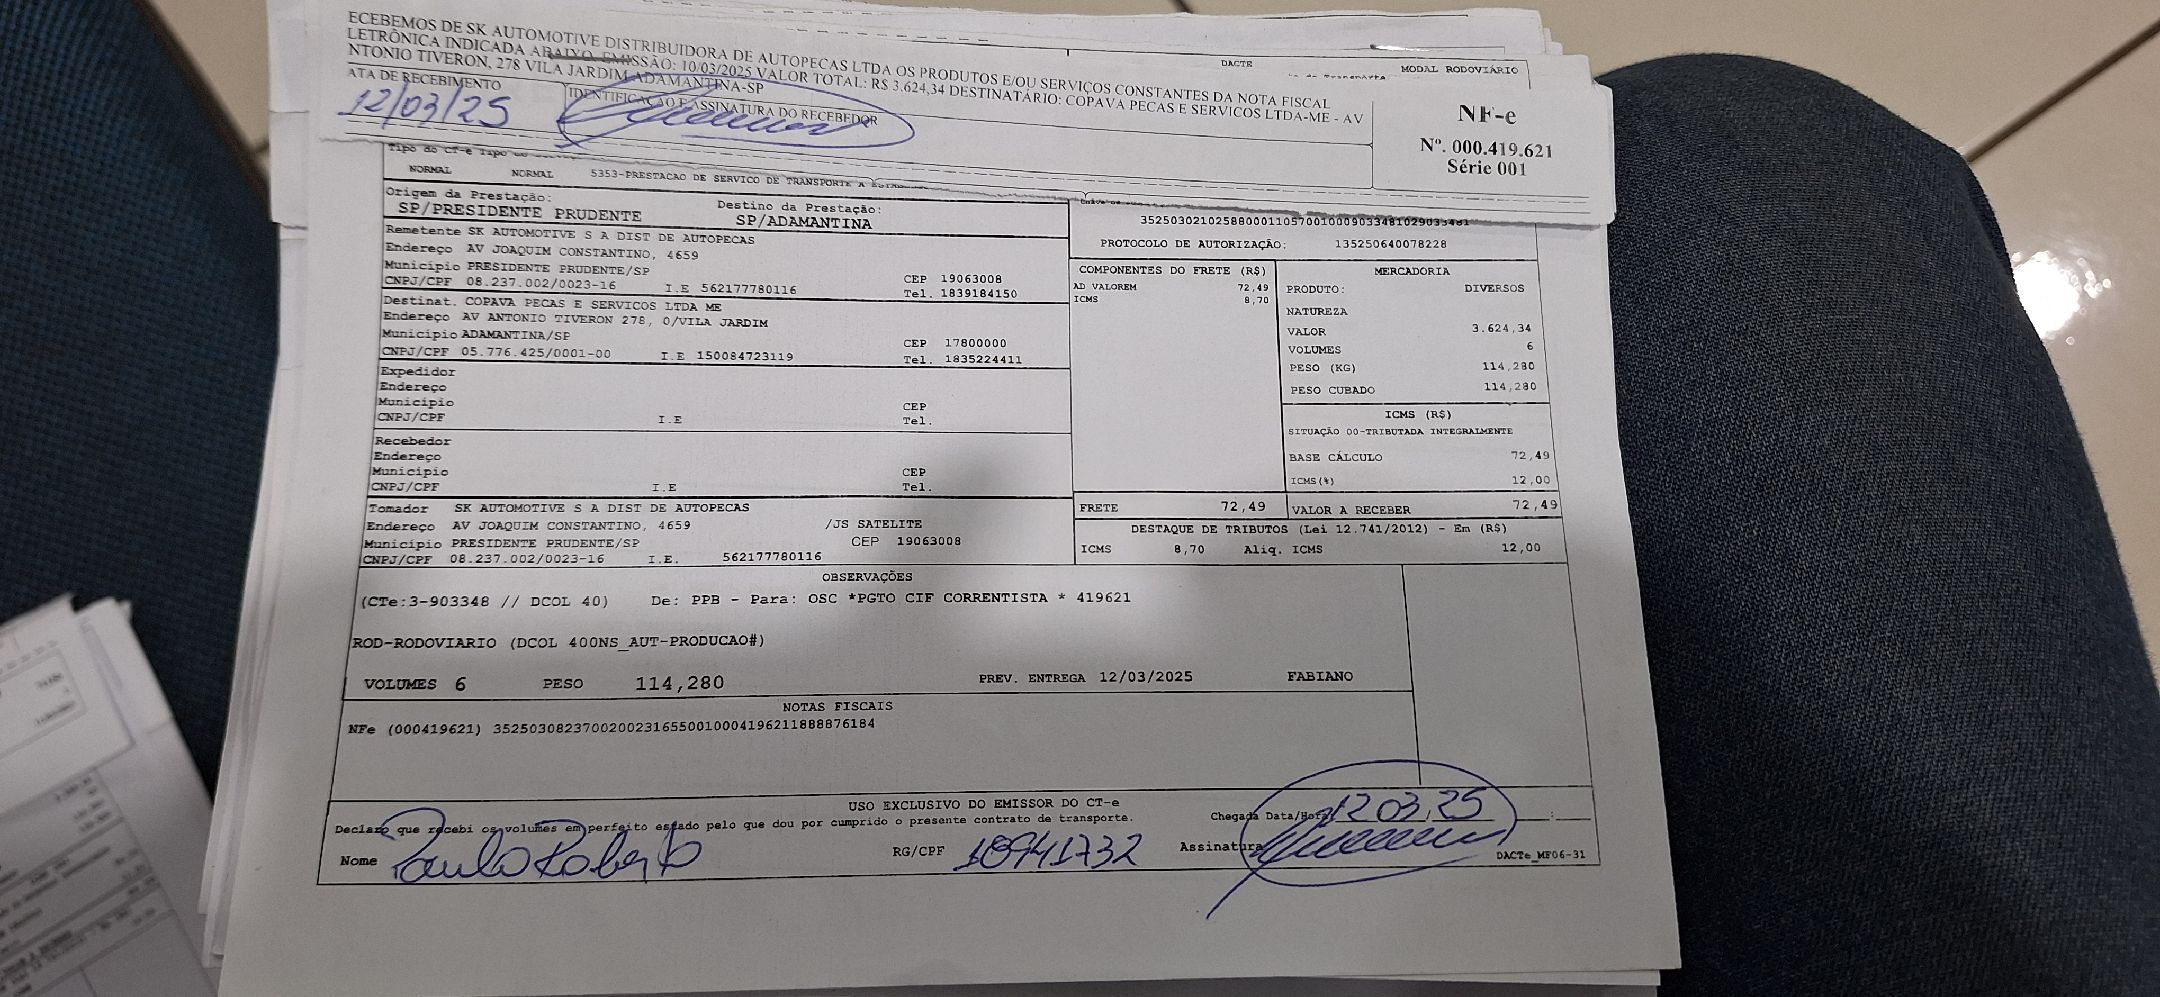 ECEBEMOS DE SK AUTOMOTIVE DISTRIBUIDORA DE AUTOPECAS LTDA OS PRODUTOS E/OU SERVIÇOS CONSTANTES DA NOTA FISCAL
LETRÔNICA INDICADA ABAIXO. EMISSÃO: 10/03/2025 VALOR TOTAL: R$ 3.624,34 DESTINATÁRIO: COPAVA PECAS E SERVICOS LTDA-ME - AV
NTONIO TIVERON, 278 VILA JARDIM ADAMANTINA-SP
ATA DE RECEBIMENTO
12/03/25
IDENTIFICAÇÃO E ASSINATURA DO RECEBEDOR
DACTE
MODAL RODOVIÁRIO
NF-e
Nº. 000.419.621
Série 001
Tipo do CT-e
NORMAL NORMAL 5353-PRESTACAO DE SERVICO DE TRANSPORTE A
Origem da Prestação: Destino da Prestação:
SP/PRESIDENTE PRUDENTE SP/ADAMANTINA
Remetente SK AUTOMOTIVE S A DIST DE AUTOPECAS
Endereço AV JOAQUIM CONSTANTINO, 4659
Município PRESIDENTE PRUDENTE/SP CEP 19063008
CNPJ/CPF 08.237.002/0023-16 I.E 562177780116 Tel. 1839184150
Destinat. COPAVA PECAS E SERVICOS LTDA ME
Endereço AV ANTONIO TIVERON 278, 0/VILA JARDIM
Município ADAMANTINA/SP CEP 17800000
CNPJ/CPF 05.776.425/0001-00 I.E 150084723119 Tel. 1835224411
Expedidor
Endereço
Município CEP
CNPJ/CPF I.E Tel.
Recebedor
Endereço
Município CEP
CNPJ/CPF I.E Tel.
Tomador SK AUTOMOTIVE S A DIST DE AUTOPECAS
Endereço AV JOAQUIM CONSTANTINO, 4659 /JS SATELITE
Município PRESIDENTE PRUDENTE/SP CEP 19063008
CNPJ/CPF 08.237.002/0023-16 I.E. 562177780116
PROTOCOLO DE AUTORIZAÇÃO: 135250640078228
COMPONENTES DO FRETE (R$)
AD VALOREM 72,49
ICMS 8,70
MERCADORIA
PRODUTO: DIVERSOS
NATUREZA
VALOR 3.624,34
VOLUMES 6
PESO (KG) 114,280
PESO CUBADO 114,280
ICMS (R$)
SITUAÇÃO 00-TRIBUTADA INTEGRALMENTE
BASE CÁLCULO 72,49
ICMS(%) 12,00
FRETE 72,49 VALOR A RECEBER 72,49
DESTAQUE DE TRIBUTOS (Lei 12.741/2012) - Em (R$)
ICMS 8,70 Aliq. ICMS 12,00
OBSERVAÇÕES
(CTe:3-903348 // DCOL 40) De: PPB - Para: OSC *PGTO CIF CORRENTISTA * 419621
ROD-RODOVIARIO (DCOL 400NS_AUT-PRODUCAO#)
VOLUMES 6 PESO 114,280 PREV. ENTREGA 12/03/2025 FABIANO
NOTAS FISCAIS
NFe (000419621) 35250308237002002316550010004196211888876184
USO EXCLUSIVO DO EMISSOR DO CT-e
Declaro que recebi os volumes em perfeito estado pelo que dou por cumprido o presente contrato de transporte.
Chegada Data/Hora 12 03, 25 :
Nome Paulo Roberto RG/CPF 18941732 Assinatura
DACTe_MF06-31